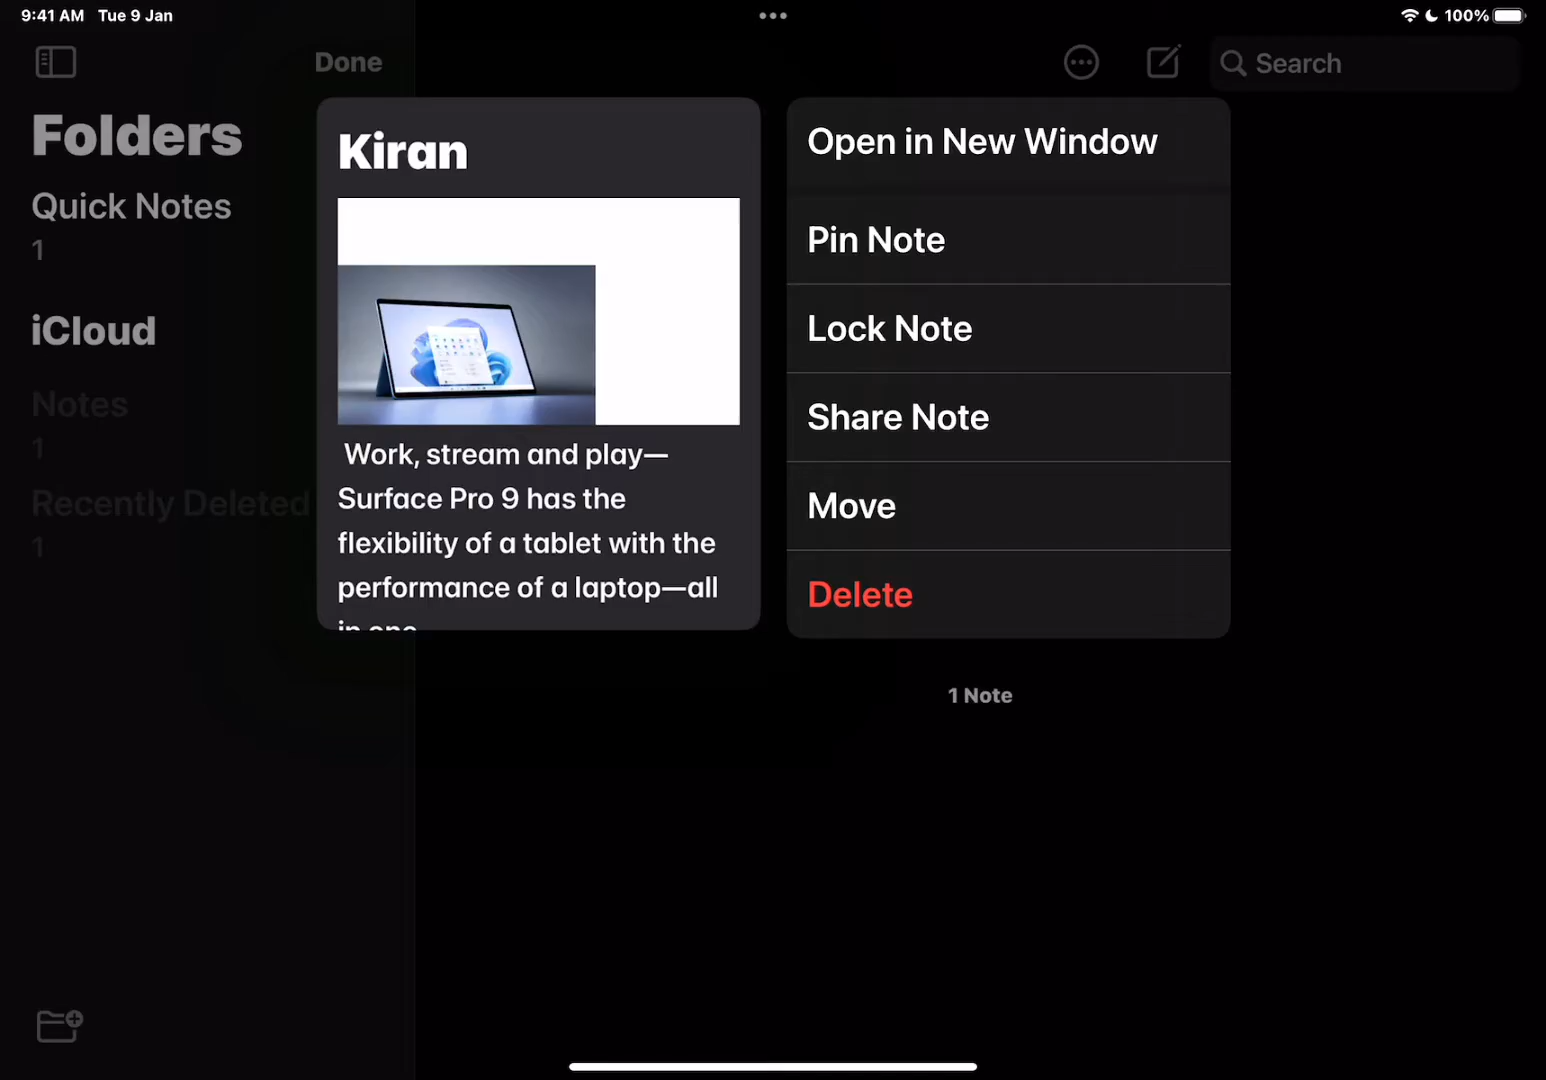 9:41 AM Tue 9 Jan
100%
Done
Search
Folders
Quick Notes
1
iCloud
Notes
1
Recently Deleted
1
Kiran
Work, stream and play—
Surface Pro 9 has the
flexibility of a tablet with the
performance of a laptop—all
in one
Open in New Window
Pin Note
Lock Note
Share Note
Move
Delete
1 Note